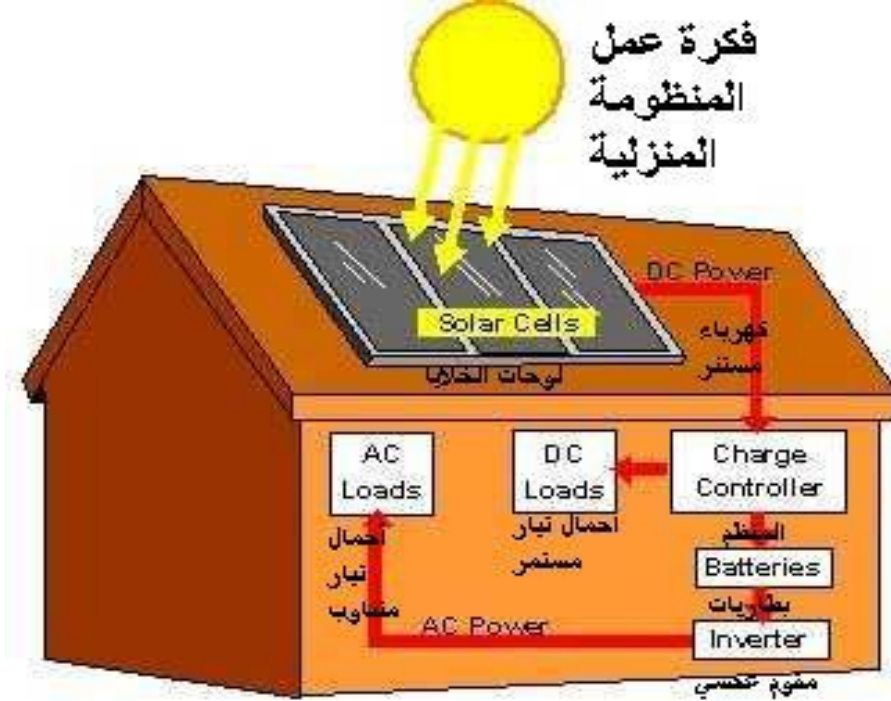 فكرة عمل
المنظومة
المنزلية
DC Power
Solar Cells
كهرباء
مستنر
لوحات الخلايا
AC
Loads
DC
Loads
Charge
Controller
احمال
تيار
متناوب
احمال تيار
مستمر
المنظم
Batteries
بطاريات
AC Power
Inverter
مقوم عكسي